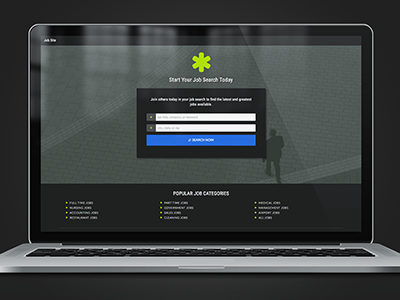 Job Site
Start Your Job Search Today
Join others today in your job search to find the latest and greatest
jobs available.
SEARCH NOW
POPULAR JOB CATEGORIES
FULL-TIME JOBS
PART-TIME JOBS
MEDICAL JOBS
NURSING JOBS
GOVERNMENT JOBS
MANAGEMENT JOBS
ACCOUNTING JOBS
SALES JOBS
AIRPORT JOBS
RESTAURANT JOBS
CLEANING JOBS
ALL JOBS